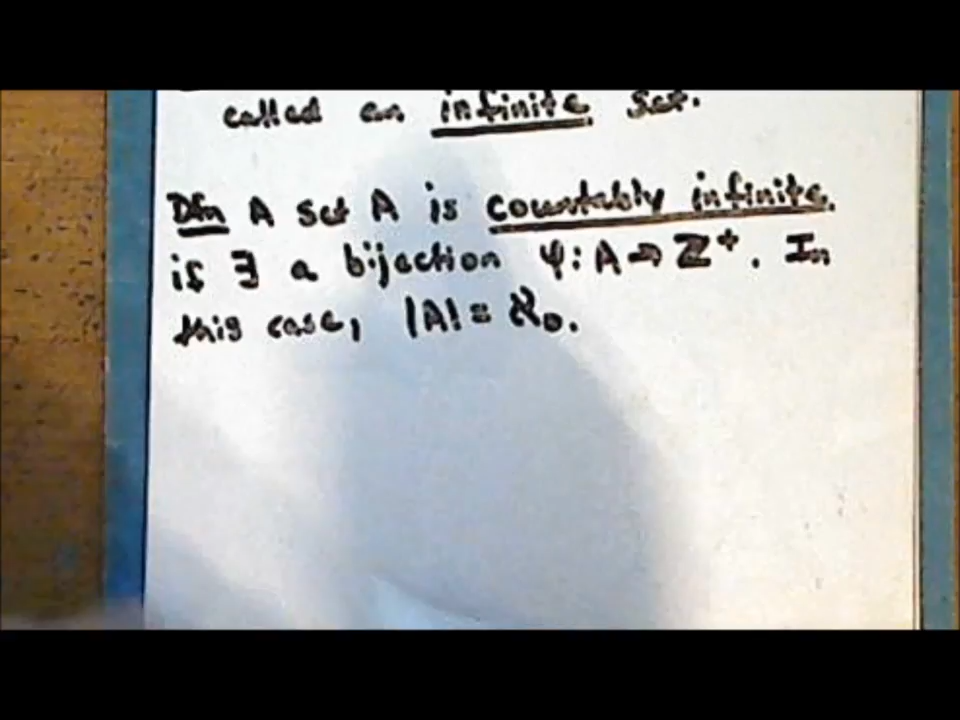 called an infinite set.
Dfn A set A is countably infinite
if ∃ a bijection φ: A → ℤ⁺. In
this case, |A| = ℵ₀.